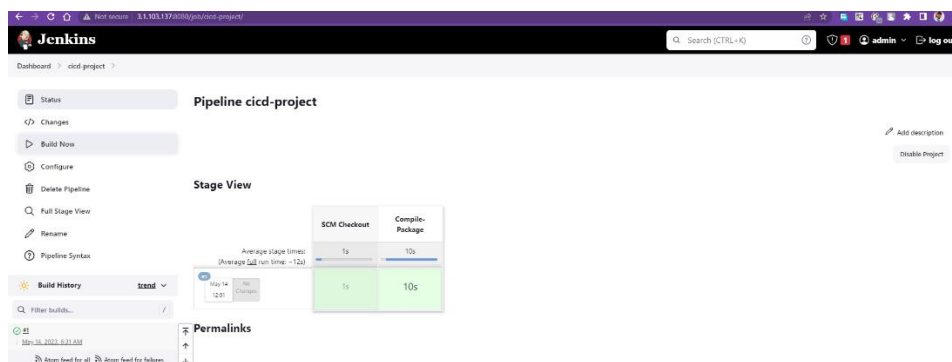 Not secure 3.1.103.137:8080/job/cicd-project/
Jenkins
Search (CTRL+K)
1
admin
log ou
Dashboard > cicd-project >
Status
Changes
Build Now
Configure
Delete Pipeline
Full Stage View
Rename
Pipeline Syntax
Build History
trend
Filter builds...
/
#1
May 14, 2023, 6:31 AM
Atom feed for all Atom feed for failures
Pipeline cicd-project
Add description
Disable Project
Stage View
SCM Checkout
Compile-
Package
Average stage times:
(Average full run time: ~12s)
1s
10s
#1
May 14
12:01
No
Changes
1s
10s
Permalinks